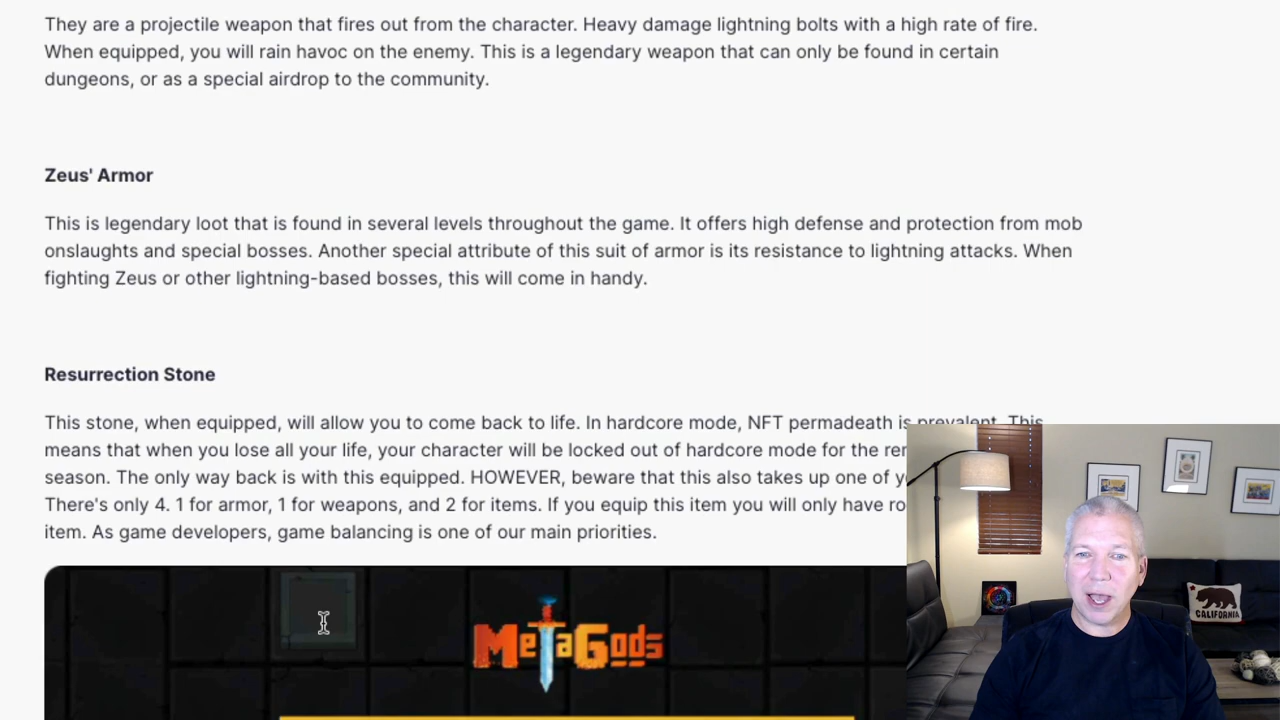 They are a projectile weapon that fires out from the character. Heavy damage lightning bolts with a high rate of fire.
When equipped, you will rain havoc on the enemy. This is a legendary weapon that can only be found in certain
dungeons, or as a special airdrop to the community.
Zeus' Armor
This is legendary loot that is found in several levels throughout the game. It offers high defense and protection from mob
onslaughts and special bosses. Another special attribute of this suit of armor is its resistance to lightning attacks. When
fighting Zeus or other lightning-based bosses, this will come in handy.
Resurrection Stone
This stone, when equipped, will allow you to come back to life. In hardcore mode, NFT permadeath is prevalent. This
means that when you lose all your life, your character will be locked out of hardcore mode for the
season. The only way back is with this equipped. HOWEVER, beware that this also takes up one of
There's only 4. 1 for armor, 1 for weapons, and 2 for items. If you equip this item you will only have
item. As game developers, game balancing is one of our main priorities.
MetaGods
CALIFORNIA